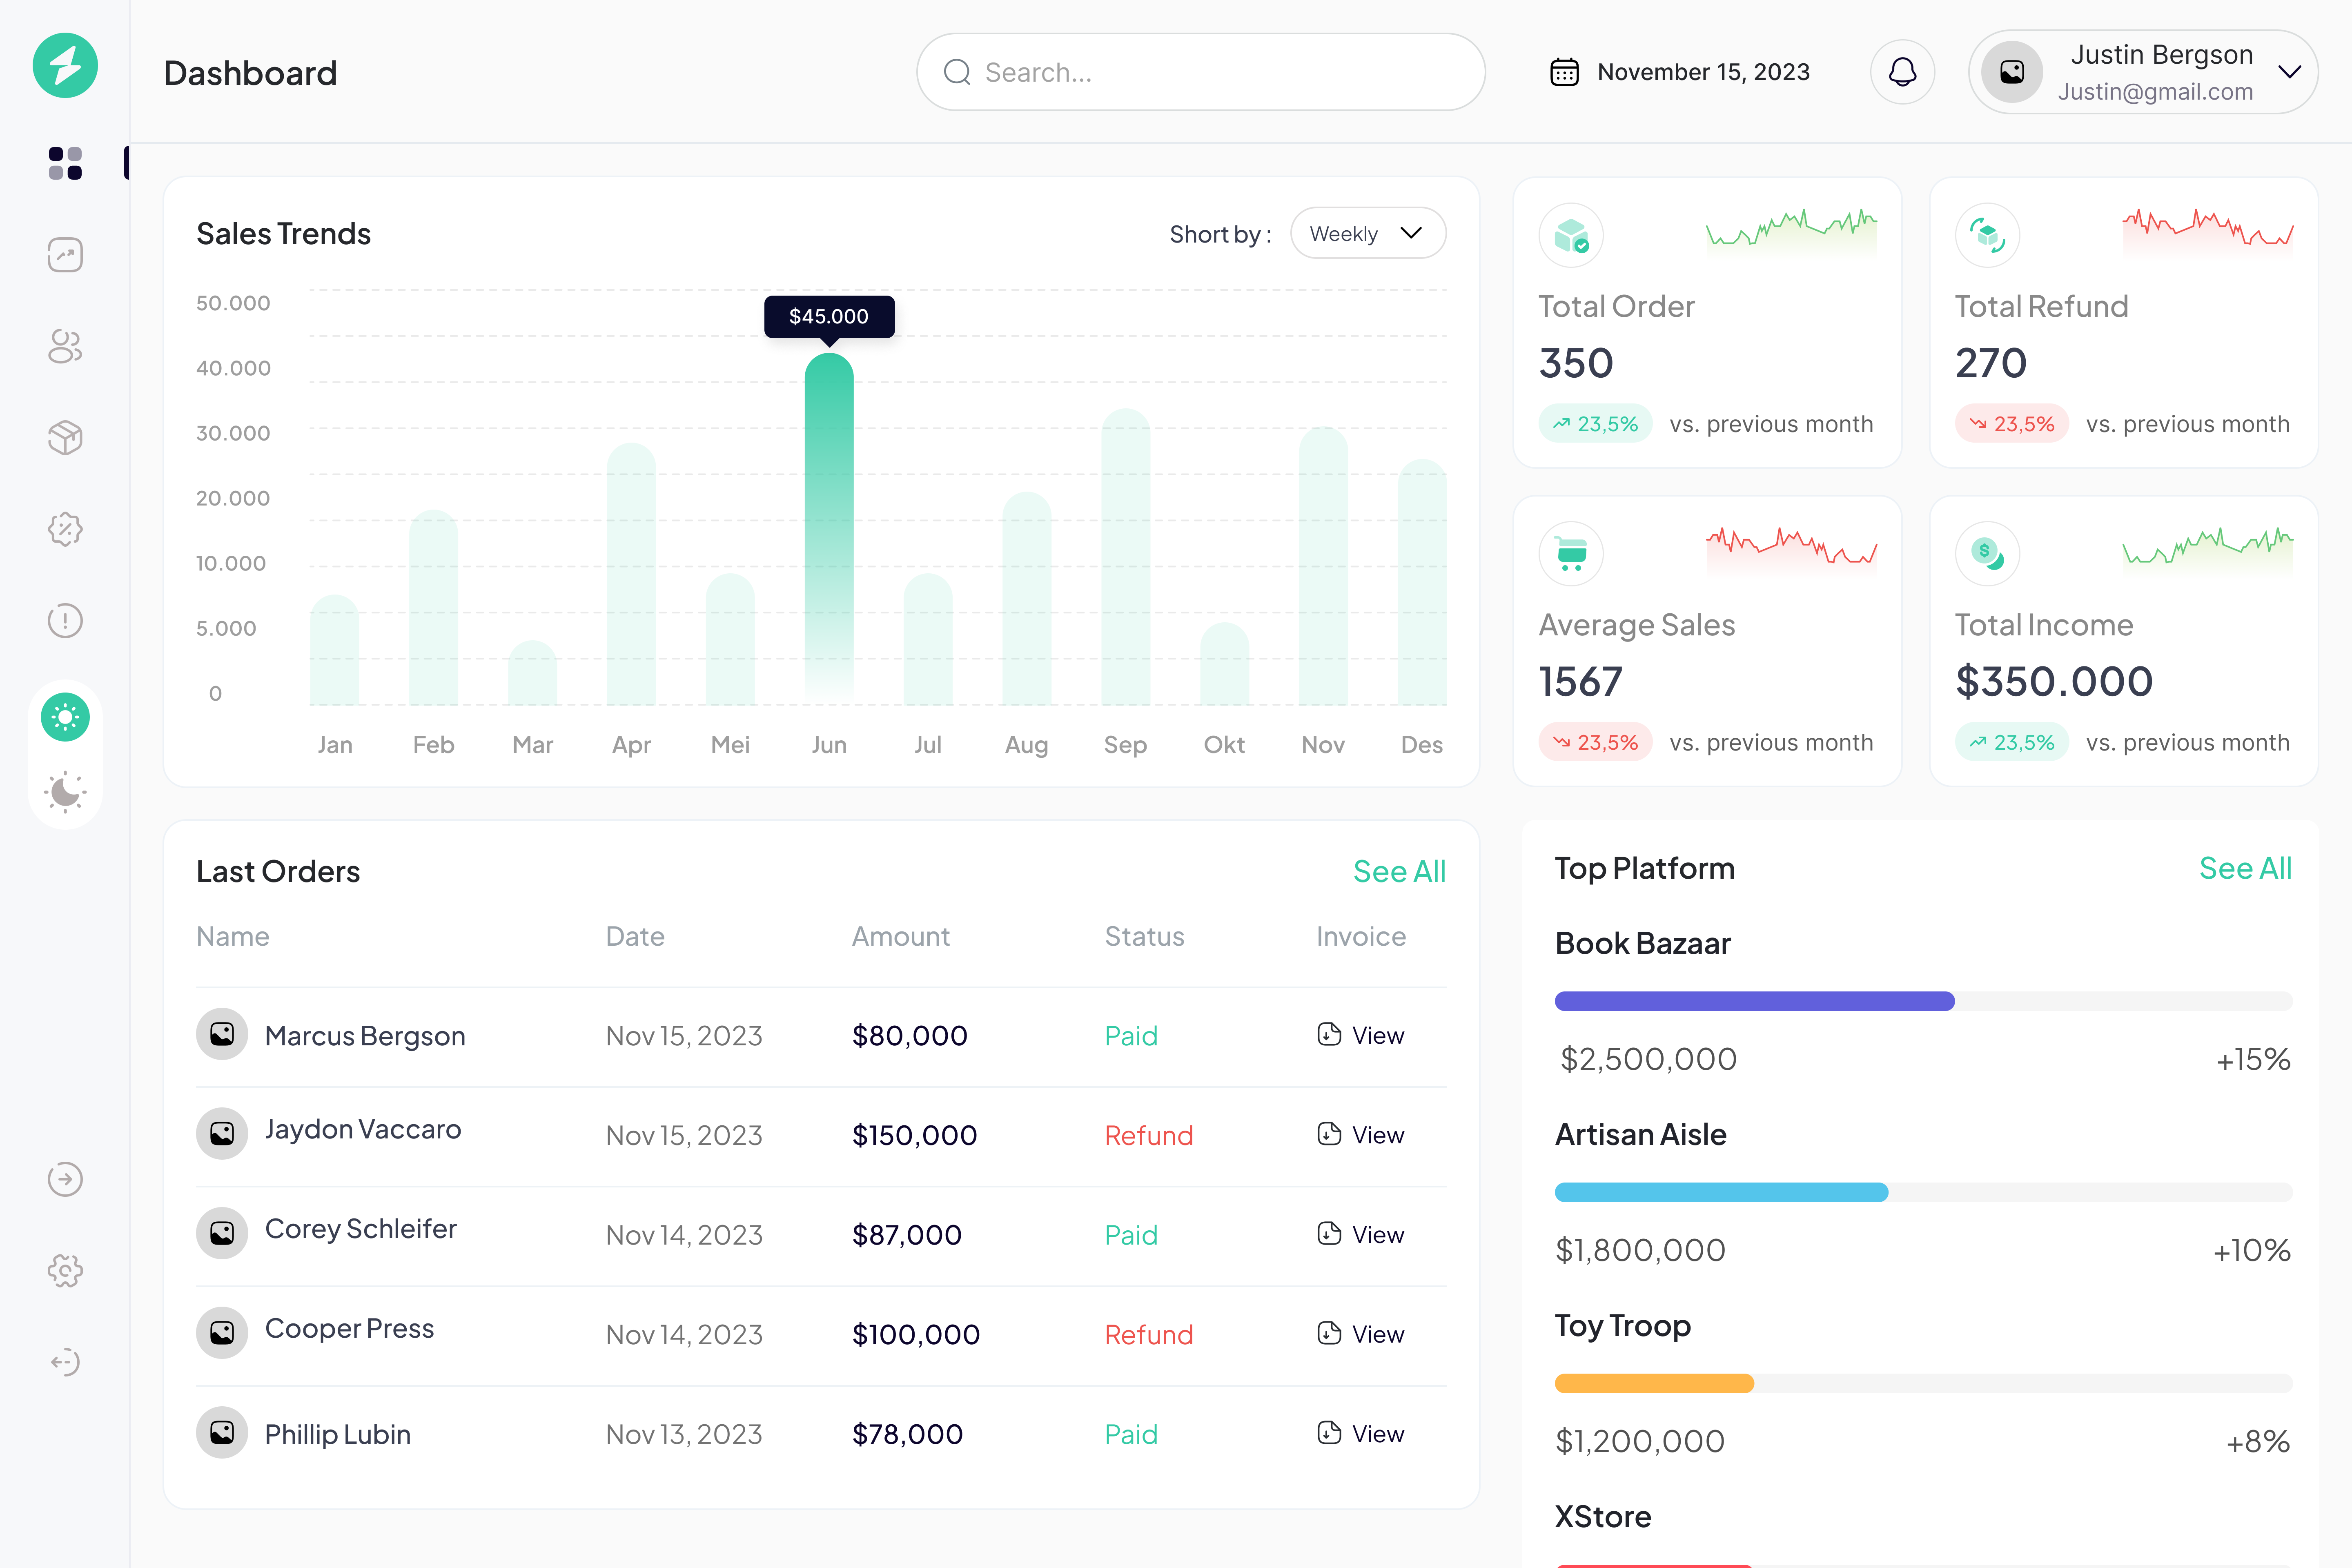 Dashboard
Search...
November 15, 2023
Justin Bergson
Justin@gmail.com
Sales Trends
Short by :
Weekly
50.000
40.000
30.000
20.000
10.000
5.000
0
$45.000
Jan Feb Mar Apr Mei Jun Jul Aug Sep Okt Nov Des
Total Order
350
23,5% vs. previous month
Total Refund
270
23,5% vs. previous month
Average Sales
1567
23,5% vs. previous month
Total Income
$350.000
23,5% vs. previous month
Last Orders See All
Name Date Amount Status Invoice
Marcus Bergson Nov 15, 2023 $80,000 Paid View
Jaydon Vaccaro Nov 15, 2023 $150,000 Refund View
Corey Schleifer Nov 14, 2023 $87,000 Paid View
Cooper Press Nov 14, 2023 $100,000 Refund View
Phillip Lubin Nov 13, 2023 $78,000 Paid View
Top Platform See All
Book Bazaar
$2,500,000 +15%
Artisan Aisle
$1,800,000 +10%
Toy Troop
$1,200,000 +8%
XStore